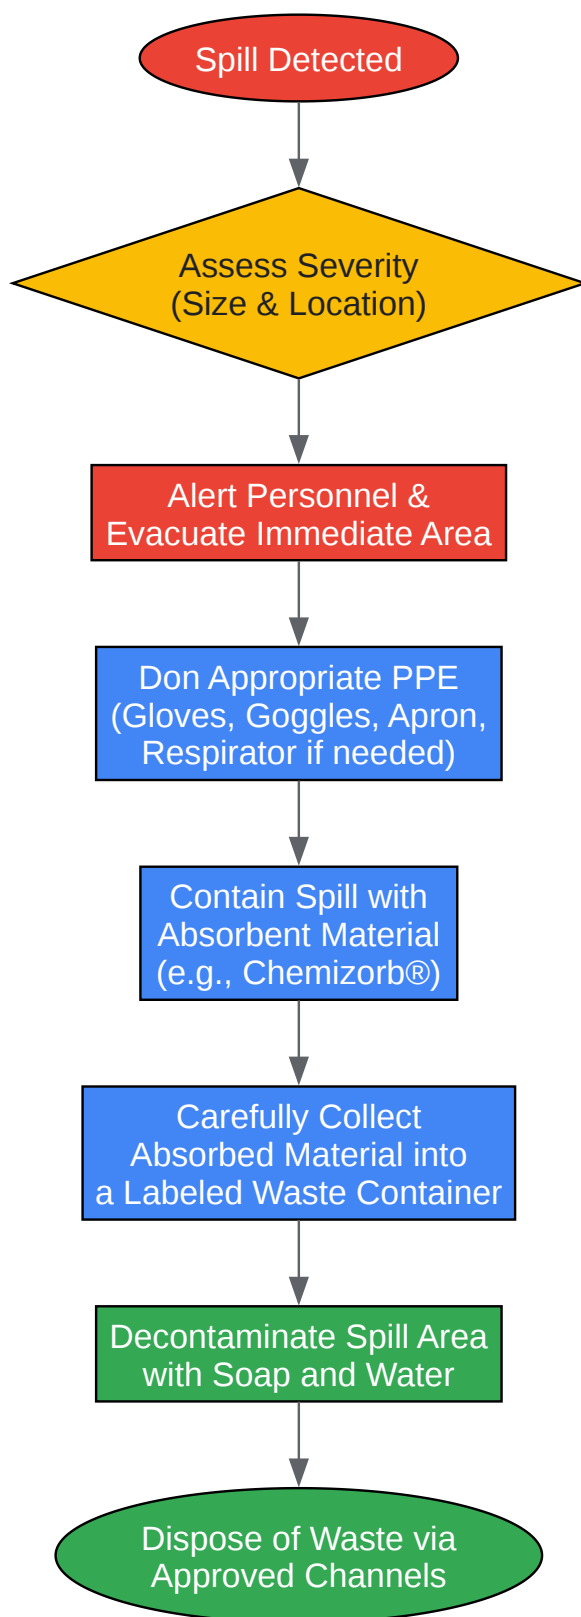 Spill Detected
Assess Severity
(Size & Location)
Alert Personnel &
Evacuate Immediate Area
Don Appropriate PPE
(Gloves, Goggles, Apron,
Respirator if needed)
Contain Spill with
Absorbent Material
(e.g., Chemizorb®)
Carefully Collect
Absorbed Material into
a Labeled Waste Container
Decontaminate Spill Area
with Soap and Water
Dispose of Waste via
Approved Channels